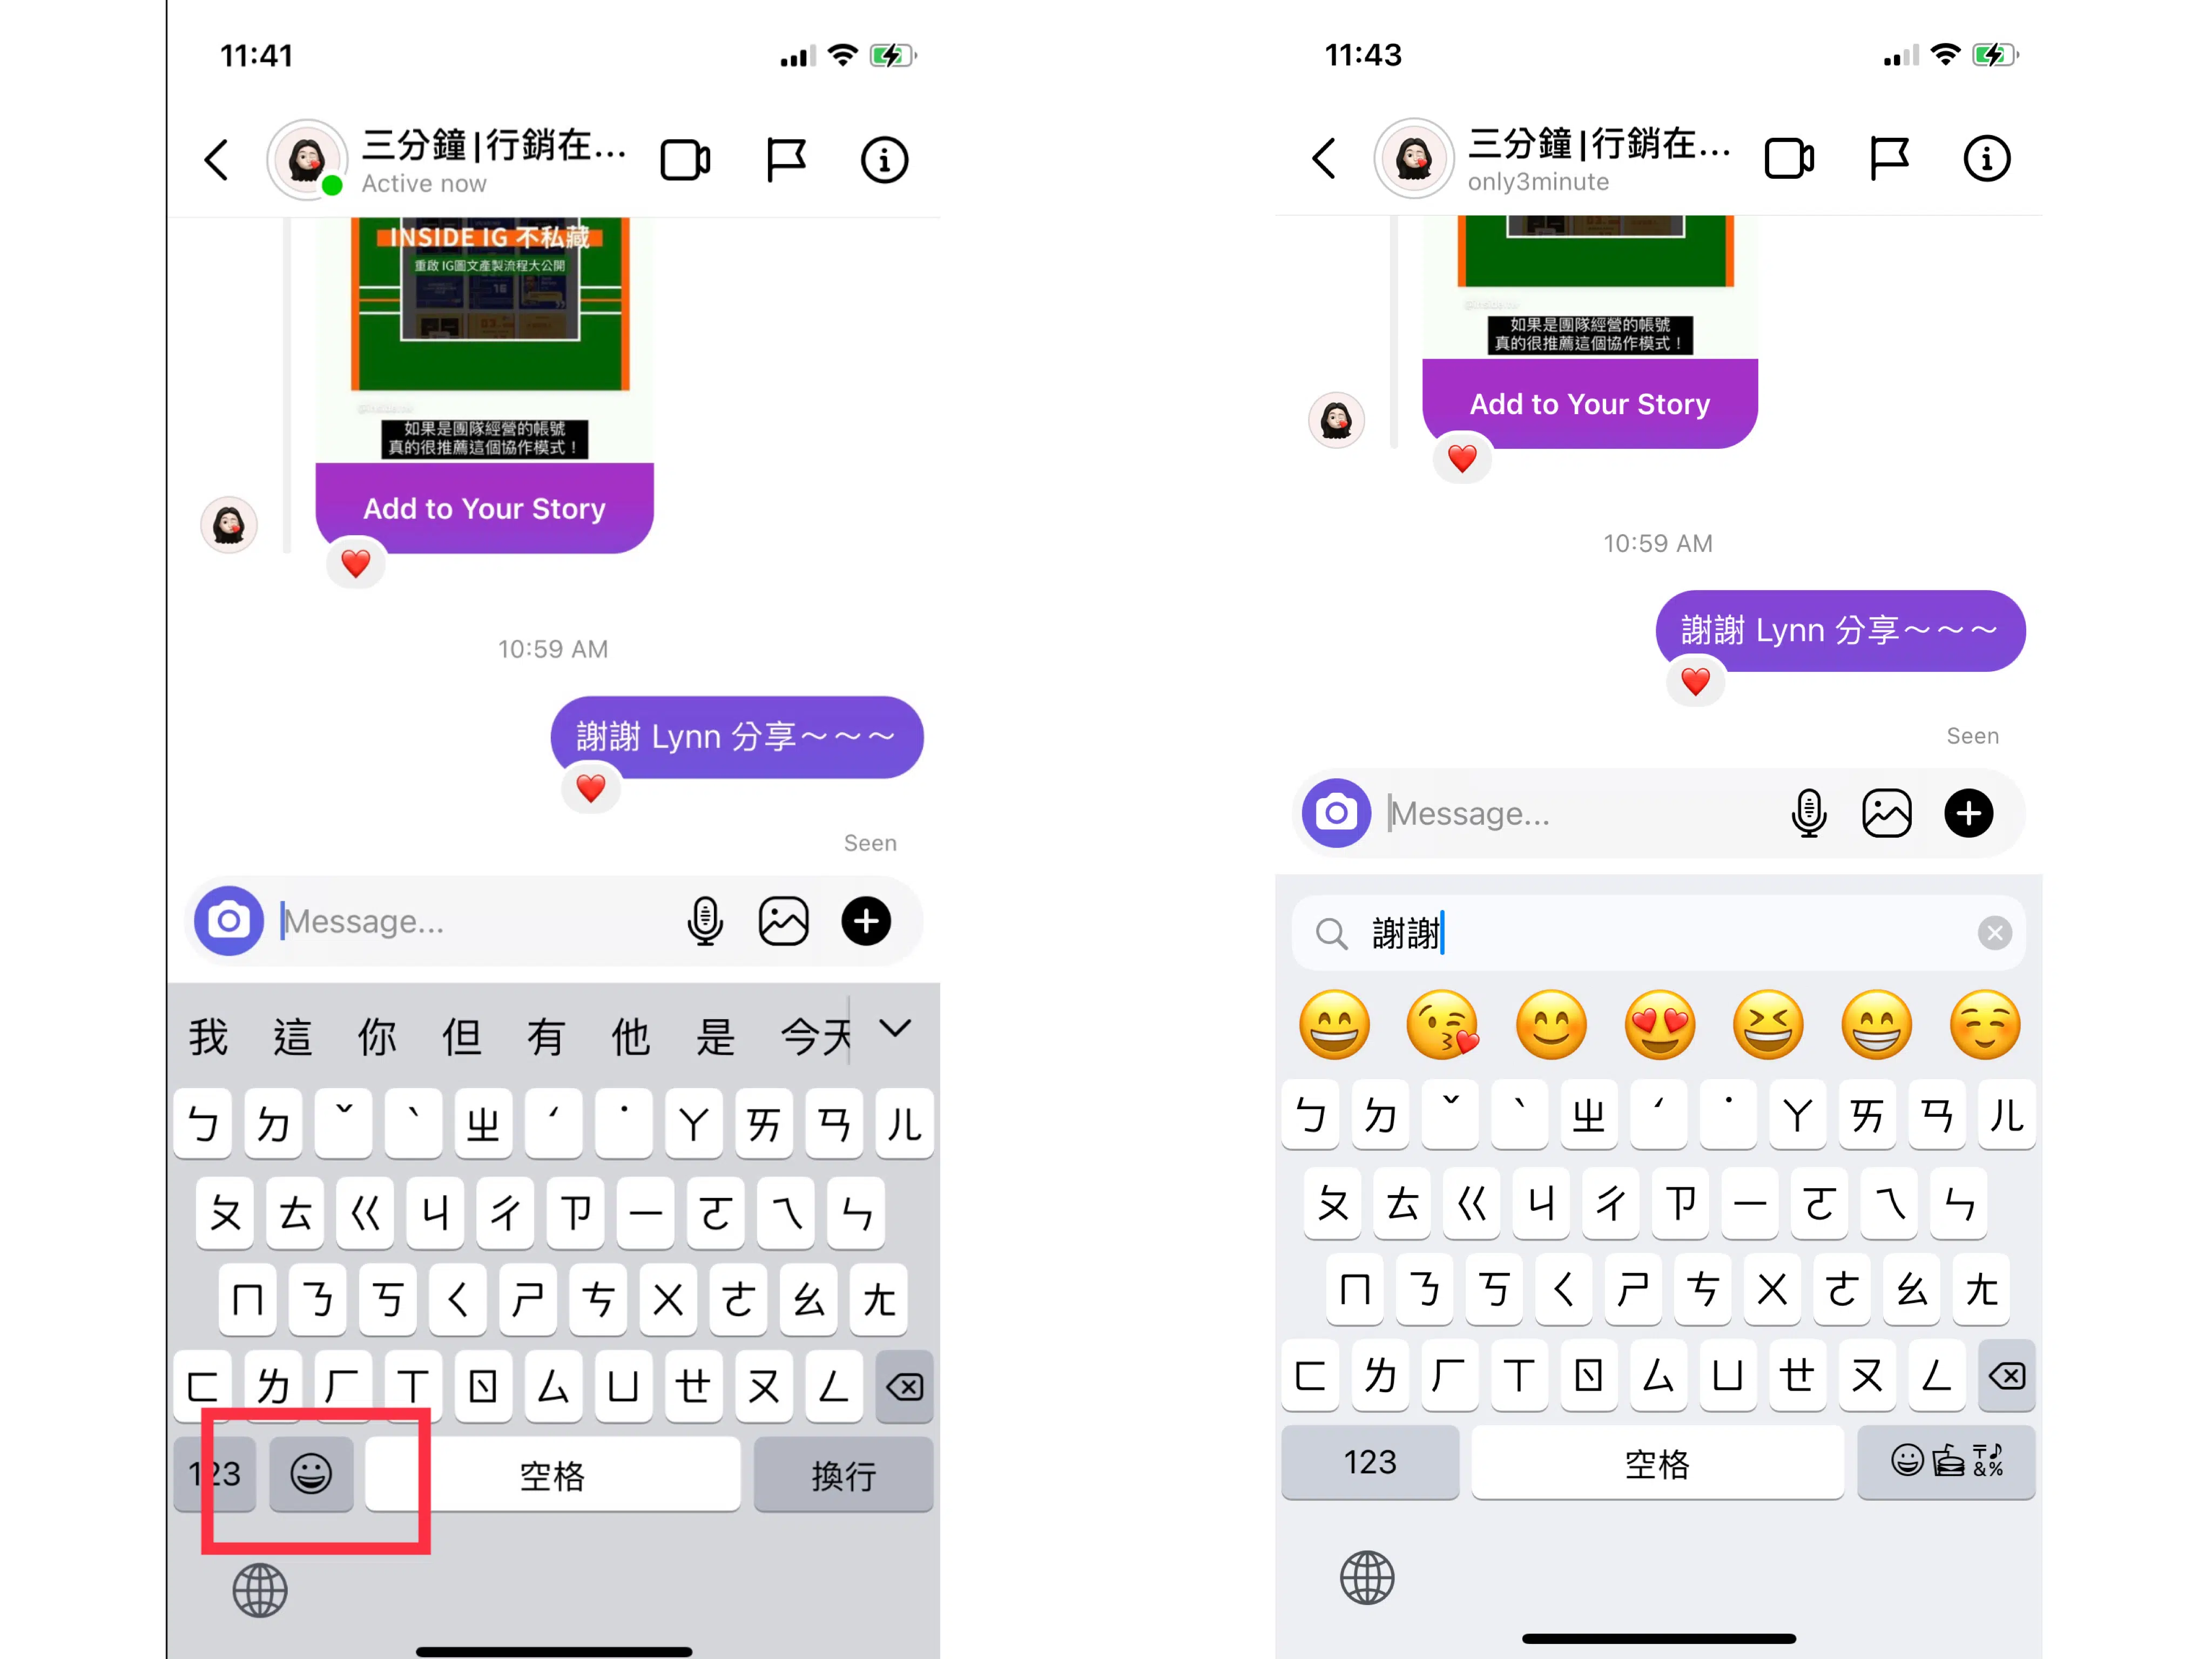 11:41
三分鐘|行銷在...
Active now
INSIDE IG 不私藏
重啟 IG圖文產製流程大公開
16
如果是團隊經營的帳號
真的很推薦這個協作模式！
Add to Your Story
10:59 AM
謝謝 Lynn 分享～～～
Seen
Message...
我 這 你 但 有 他 是 今天
ㄅ ㄉ ˇ ˋ ㄓ ˊ ˙ ㄚ ㄞ ㄢ ㄦ
ㄆ ㄊ ㄍ ㄐ ㄔ ㄗ ㄧ ㄛ ㄟ ㄣ
ㄇ ㄋ ㄎ ㄑ ㄕ ㄘ ㄨ ㄜ ㄠ ㄤ
ㄈ ㄌ ㄏ ㄒ ㄖ ㄙ ㄩ ㄝ ㄡ ㄥ
123 空格 換行
11:43
三分鐘|行銷在...
only3minute
如果是團隊經營的帳號
真的很推薦這個協作模式！
Add to Your Story
10:59 AM
謝謝 Lynn 分享～～～
Seen
Message...
謝謝
ㄅ ㄉ ˇ ˋ ㄓ ˊ ˙ ㄚ ㄞ ㄢ ㄦ
ㄆ ㄊ ㄍ ㄐ ㄔ ㄗ ㄧ ㄛ ㄟ ㄣ
ㄇ ㄋ ㄎ ㄑ ㄕ ㄘ ㄨ ㄜ ㄠ ㄤ
ㄈ ㄌ ㄏ ㄒ ㄖ ㄙ ㄩ ㄝ ㄡ ㄥ
123 空格